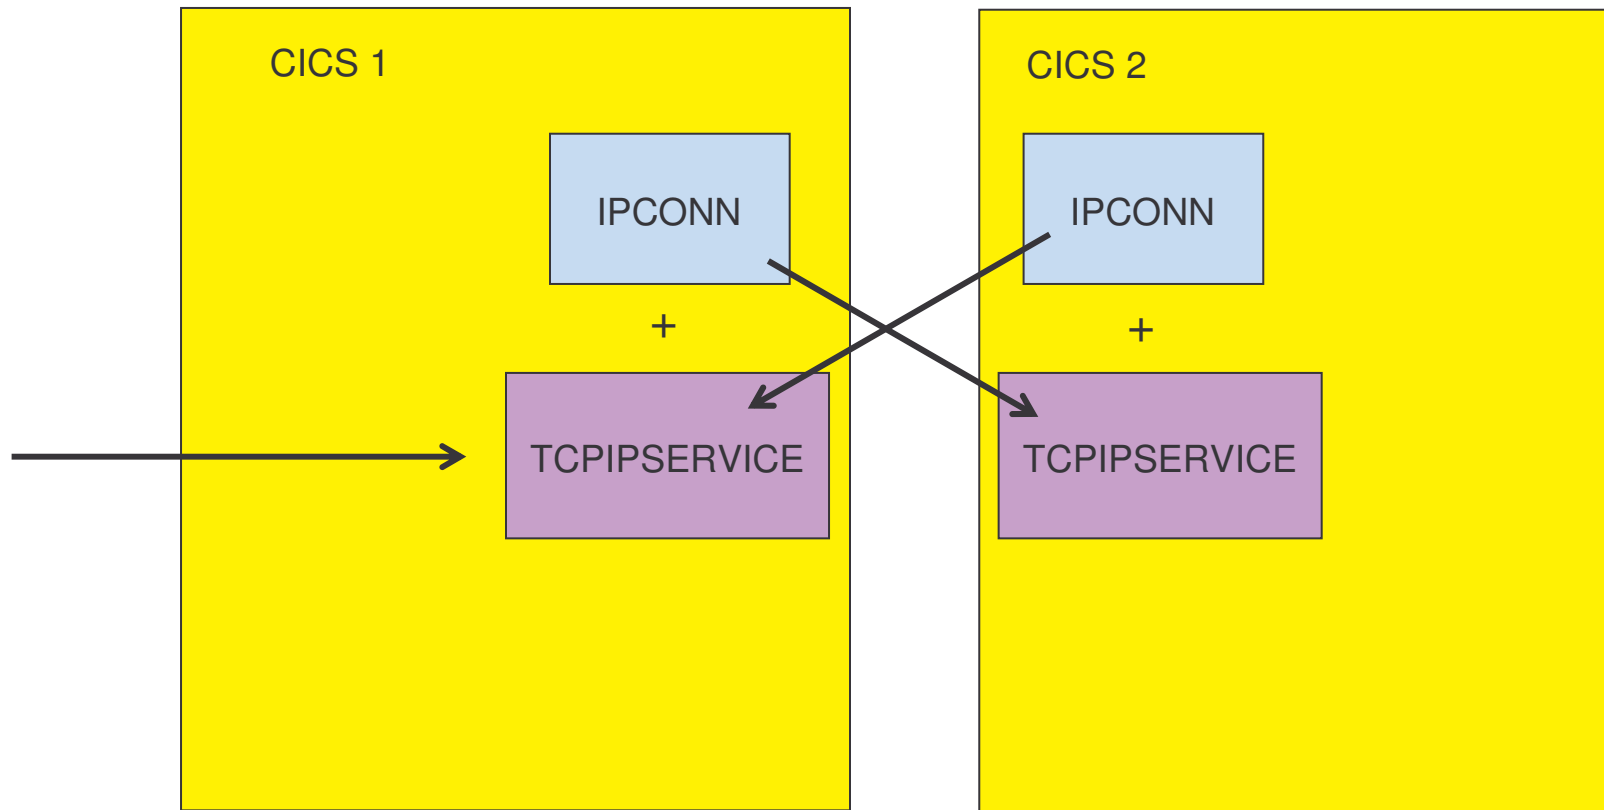 CICS 1
IPCONN
+
TCPIPSERVICE
CICS 2
IPCONN
+
TCPIPSERVICE